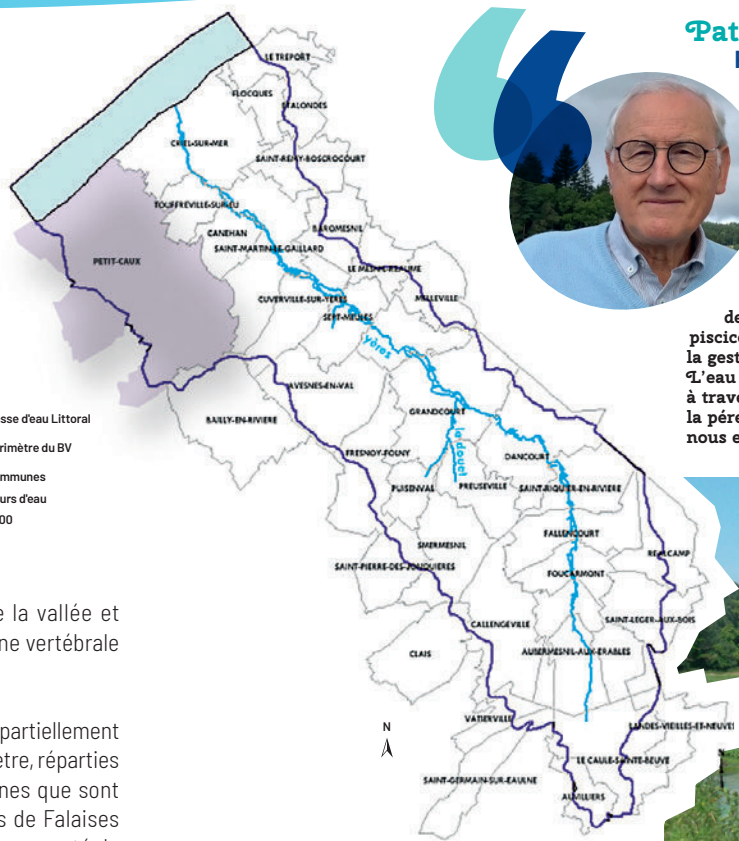 Pat
LE TREPORT
FLOCQUES
ETALONDES
CRIEL-SUR-MER
SAINT-REMY-BOSCROCOURT
TOUFFREVILLE-SUR-EU
CANEHAN
BAROMESNIL
SAINT-MARTIN-LE-GAILLARD
PETIT-CAUX
LE MESNIL-REAUME
MELLEVILLE
CUVERVILLE-SUR-YERES
SEPT-MEULES
yères
de
piscico
la gest
L'eau
à trave
la pére
nous e
AVESNES-EN-VAL
GRANDCOURT
BAILLY-EN-RIVIERE
le douet
DANCOURT
FRESNOY-FOLNY
PUISENVAL
PREUSEVILLE
SAINT-RIQUIER-EN-RIVIERE
sse d'eau Littoral
rimètre du BV
mmunes
urs d'eau
00
FALLENCOURT
SMERMESNIL
REALCAMP
SAINT-PIERRE-DES-JONQUIERES
FOUCARMONT
SAINT-LEGER-AUX-BOIS
CALLENGEVILLE
CLAIS
AUBERMESNIL-AUX-ERABLES
VATIERVILLE
LANDES-VIEILLES-ET-NEUVES
LE CAULE-SAINTE-BEUVE
SAINT-GERMAIN-SUR-EAULNE
AUVILLIERS
N
e la vallée et
ne vertébrale
partiellement
etre, réparties
nes que sont
s de Falaises